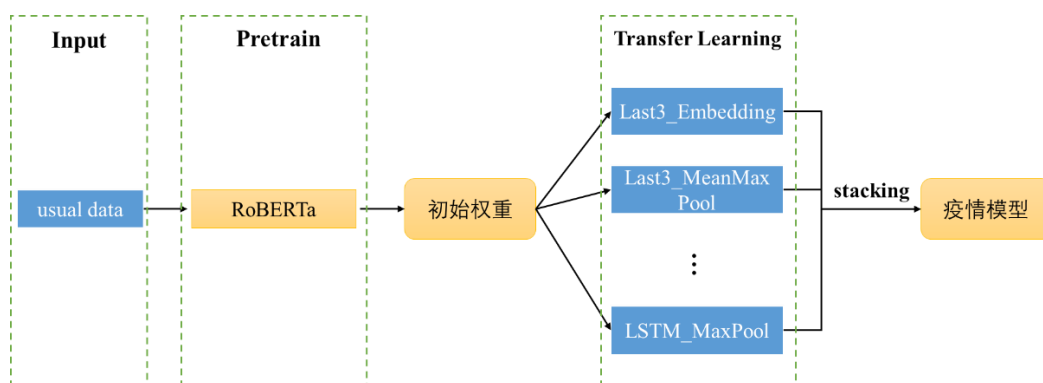 Input
Pretrain
Transfer Learning
usual data
RoBERTa
初始权重
Last3_Embedding
Last3_MeanMax
Pool
⋮
LSTM_MaxPool
stacking
疫情模型